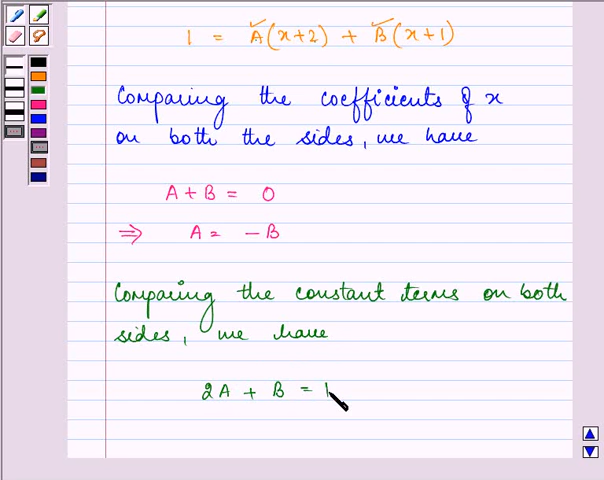 1 = A(x+2) + B(x+1)
Comparing the coefficients of x
on both the sides, we have
A + B = 0
⇒ A = -B
Comparing the constant terms on both
sides, we have
2A + B = 1